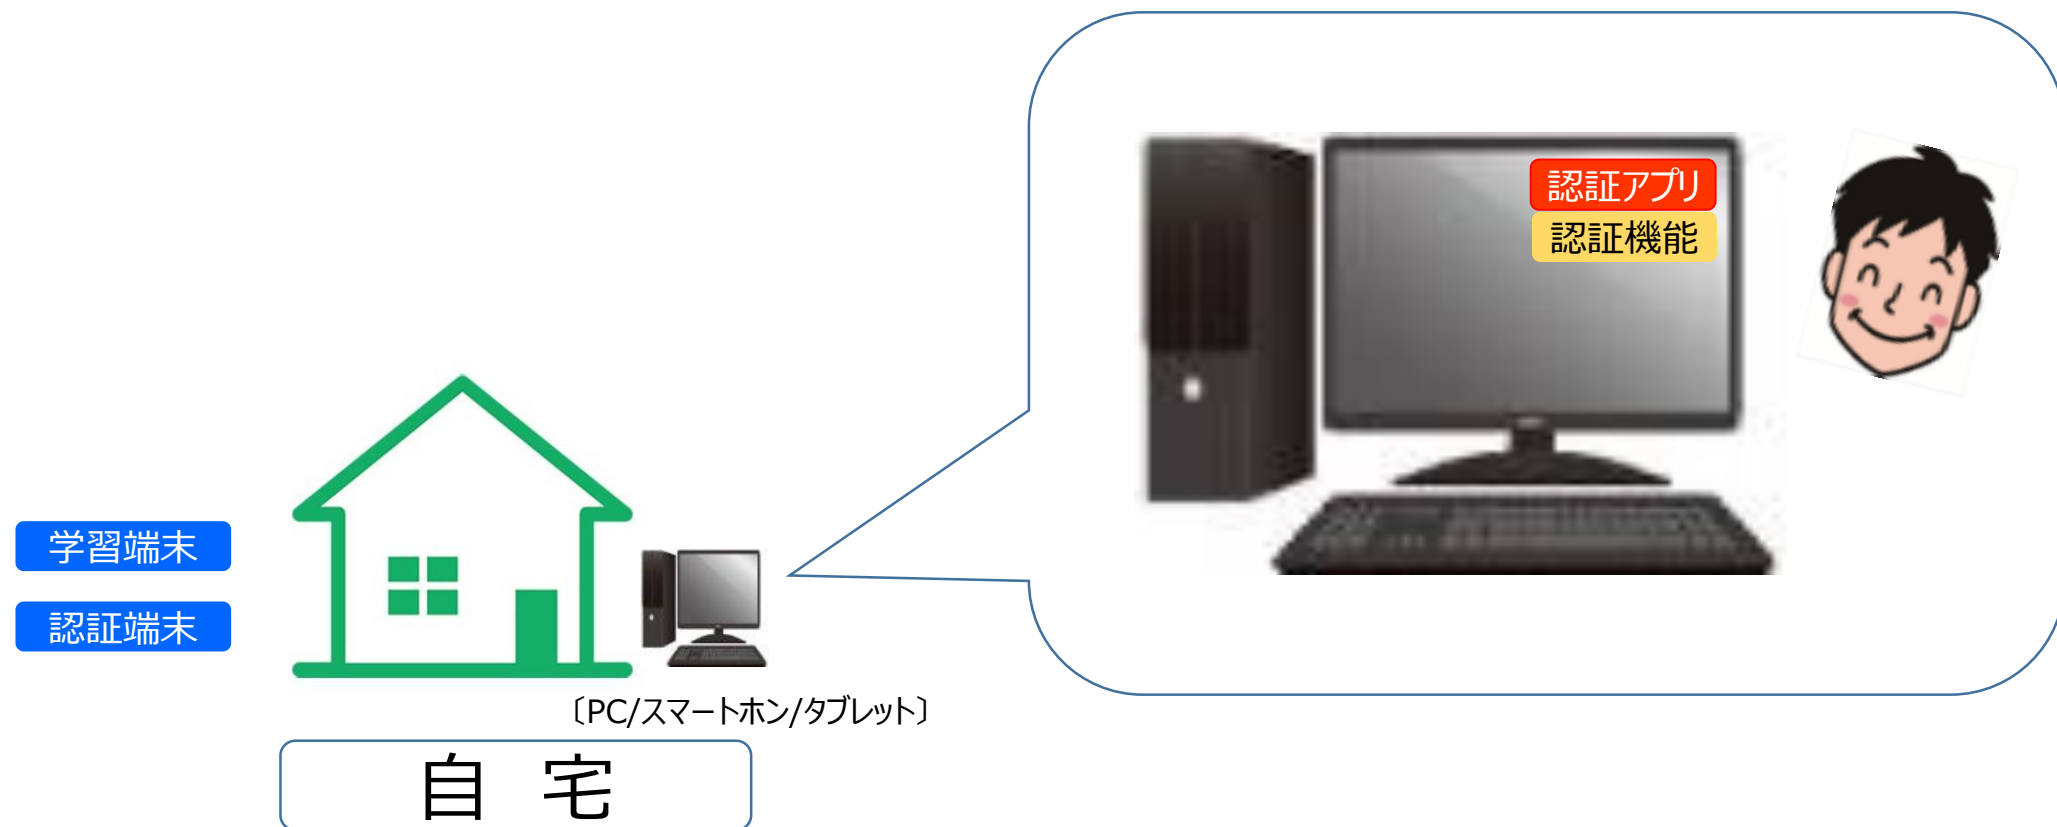 認証アプリ
認証機能
学習端末
認証端末
〔PC/スマートホン/タブレット〕
自 宅